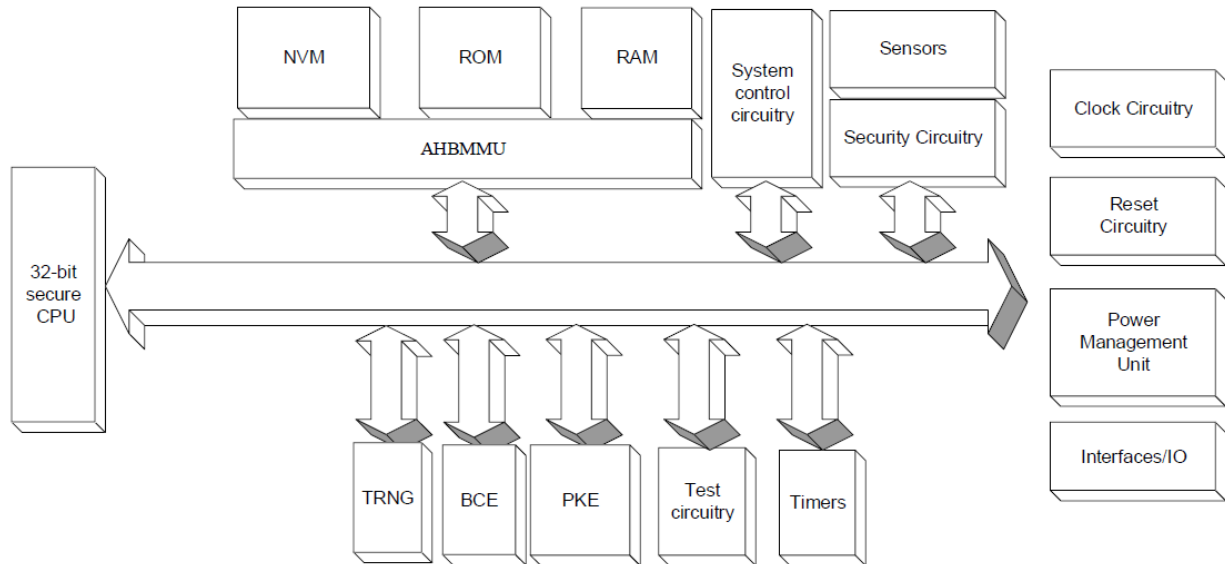 NVM
ROM
RAM
System
control
circuitry
Sensors
Security Circuitry
AHBMMU
Clock Circuitry
Reset
Circuitry
Power
Management
Unit
Interfaces/IO
32-bit
secure
CPU
TRNG
BCE
PKE
Test
circuitry
Timers